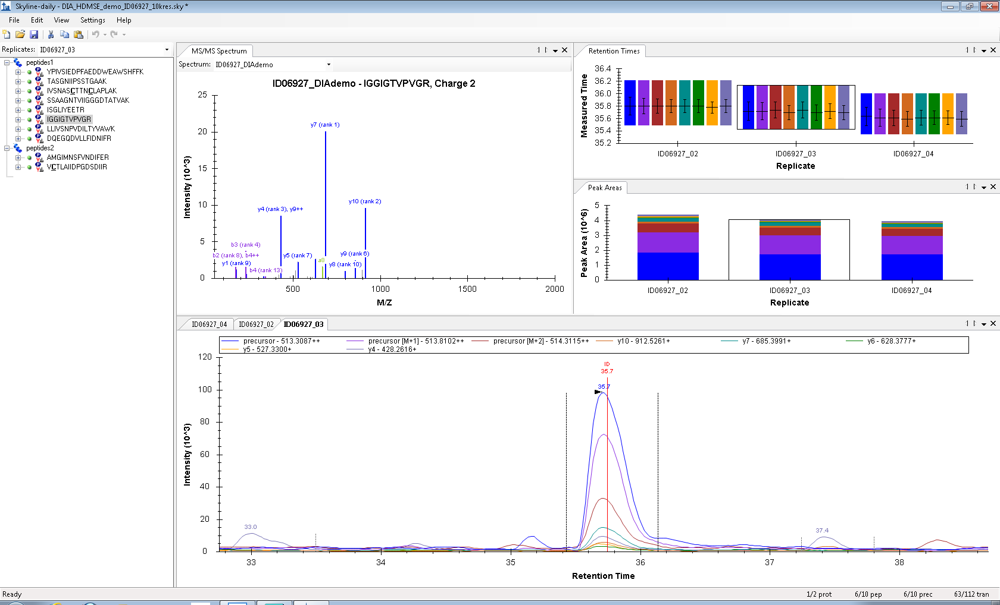 Skyline-daily - DIA_HDMSE_demo_ID06927_10kres.sky *
File Edit View Settings Help
Replicates: ID06927_03
peptides1
YPIVSIEDPFAEDDWEAWSHFFK
TASGNIIPSSTGAAK
IVSNASCTTNCLAPLAK
SSAAGNTVIIGGGDTATVAK
ISGLIYEETR
IGGIGTVPVGR
LLIVSNPVDILTYVAWK
DQEGQDVLLFIDNIFR
peptides2
AMGIMNSFVNDIFER
VCTLAIIDPGDSDIIR
MS/MS Spectrum
Spectrum: ID06927_DIAdemo
ID06927_DIAdemo - IGGIGTVPVGR, Charge 2
25
20
15
10
5
0
Intensity (10^3)
y7 (rank 1)
y10 (rank 2)
y4 (rank 3), y9++
b3 (rank 4)
b2 (rank 8), b4++
y5 (rank 7)
y9 (rank 6)
a8
y1 (rank 9)
y8 (rank 10)
b4 (rank 13)
500 1000 1500 2000
M/Z
Retention Times
36.4
36.2
36.0
35.8
35.6
35.4
35.2
Measured Time
ID06927_02 ID06927_03 ID06927_04
Replicate
Peak Areas
5
4
3
2
1
0
Peak Area (10^6)
ID06927_02 ID06927_03 ID06927_04
Replicate
ID06927_04 ID06927_02 ID06927_03
precursor - 513.3087++ precursor [M+1] - 513.8102++ precursor [M+2] - 514.3115++ y10 - 912.5261+ y7 - 685.3991+ y6 - 628.3777+
y5 - 527.3300+ y4 - 428.2616+
120
100
80
60
40
20
0
Intensity (10^3)
ID
35.7
35.7
33.0
37.4
33 34 35 36 37 38
Retention Time
Ready 1/2 prot 6/10 pep 6/10 prec 63/112 tran